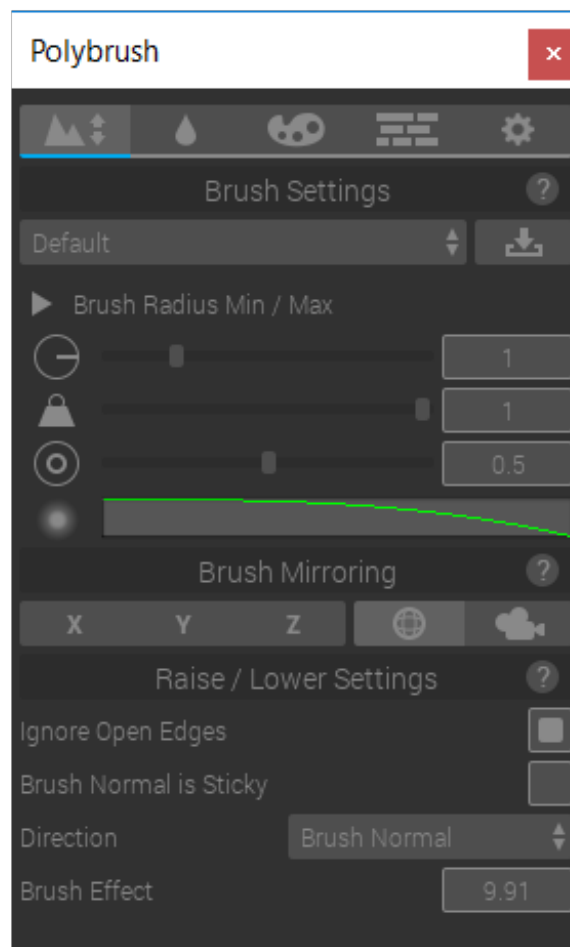 Polybrush
Brush Settings ?
Default
Brush Radius Min / Max
1
1
0.5
Brush Mirroring ?
X Y Z
Raise / Lower Settings ?
Ignore Open Edges
Brush Normal is Sticky
Direction Brush Normal
Brush Effect 9.91